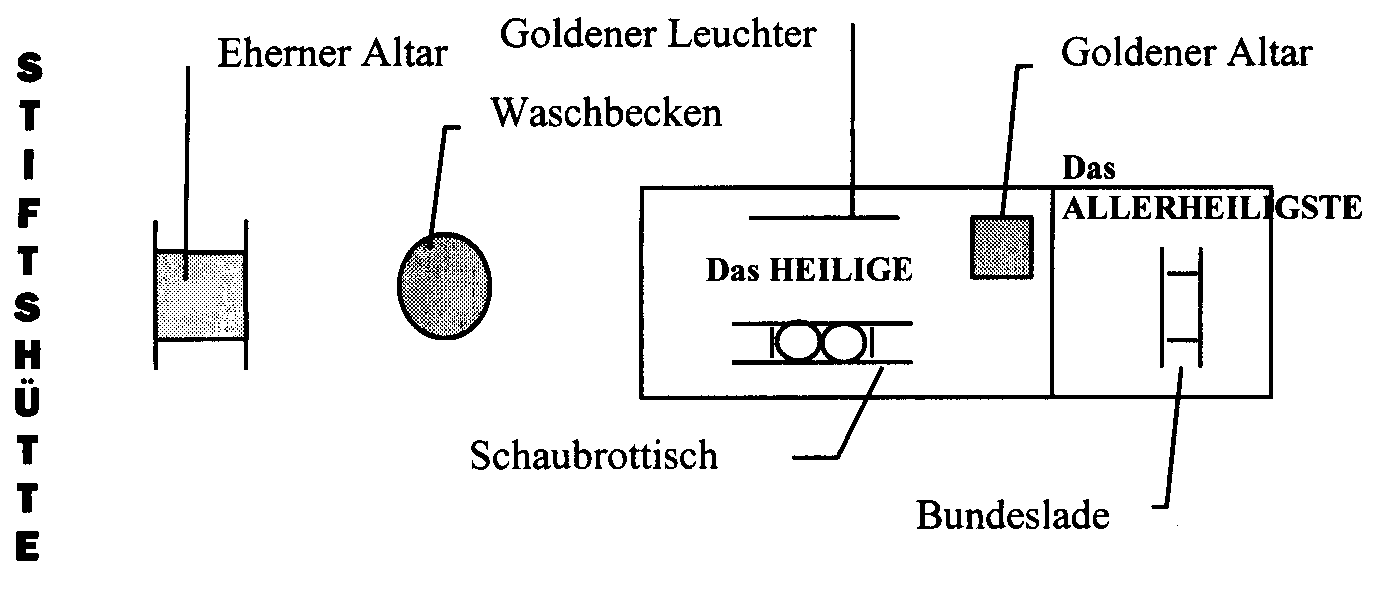 STIFTSHÜTTE
Eherner Altar
Goldener Leuchter
Goldener Altar
Waschbecken
Das
ALLERHEILIGSTE
Das HEILIGE
Schaubrottisch
Bundeslade